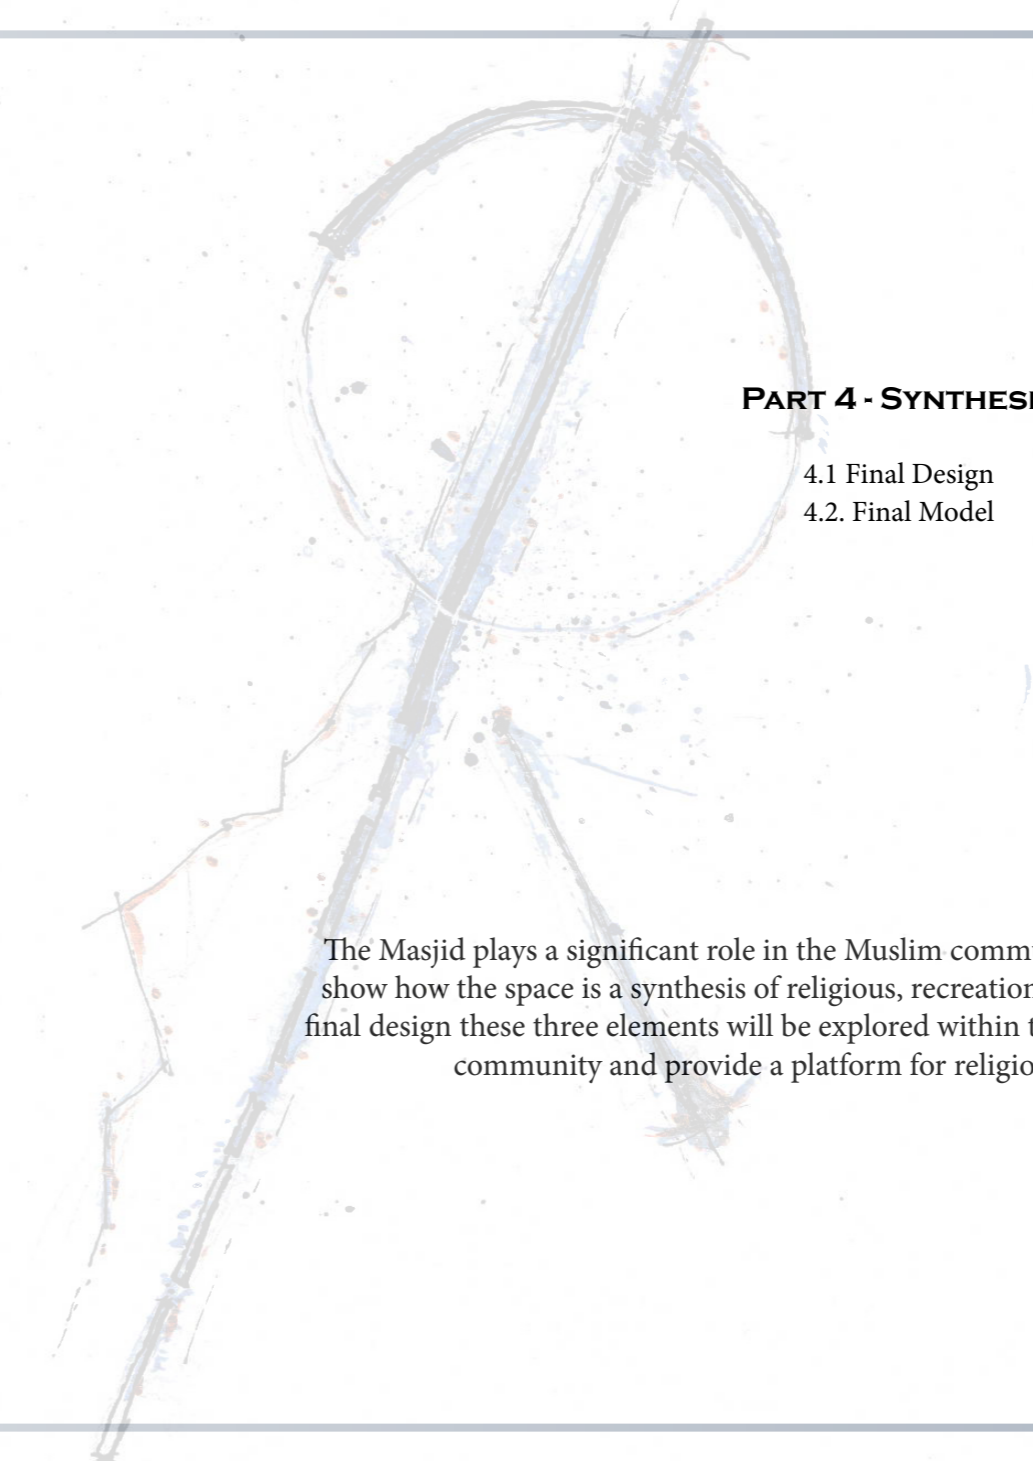 PART 4 - SYNTHESI
4.1 Final Design
4.2. Final Model
The Masjid plays a significant role in the Muslim comm
show how the space is a synthesis of religious, recreation
final design these three elements will be explored within t
community and provide a platform for religio